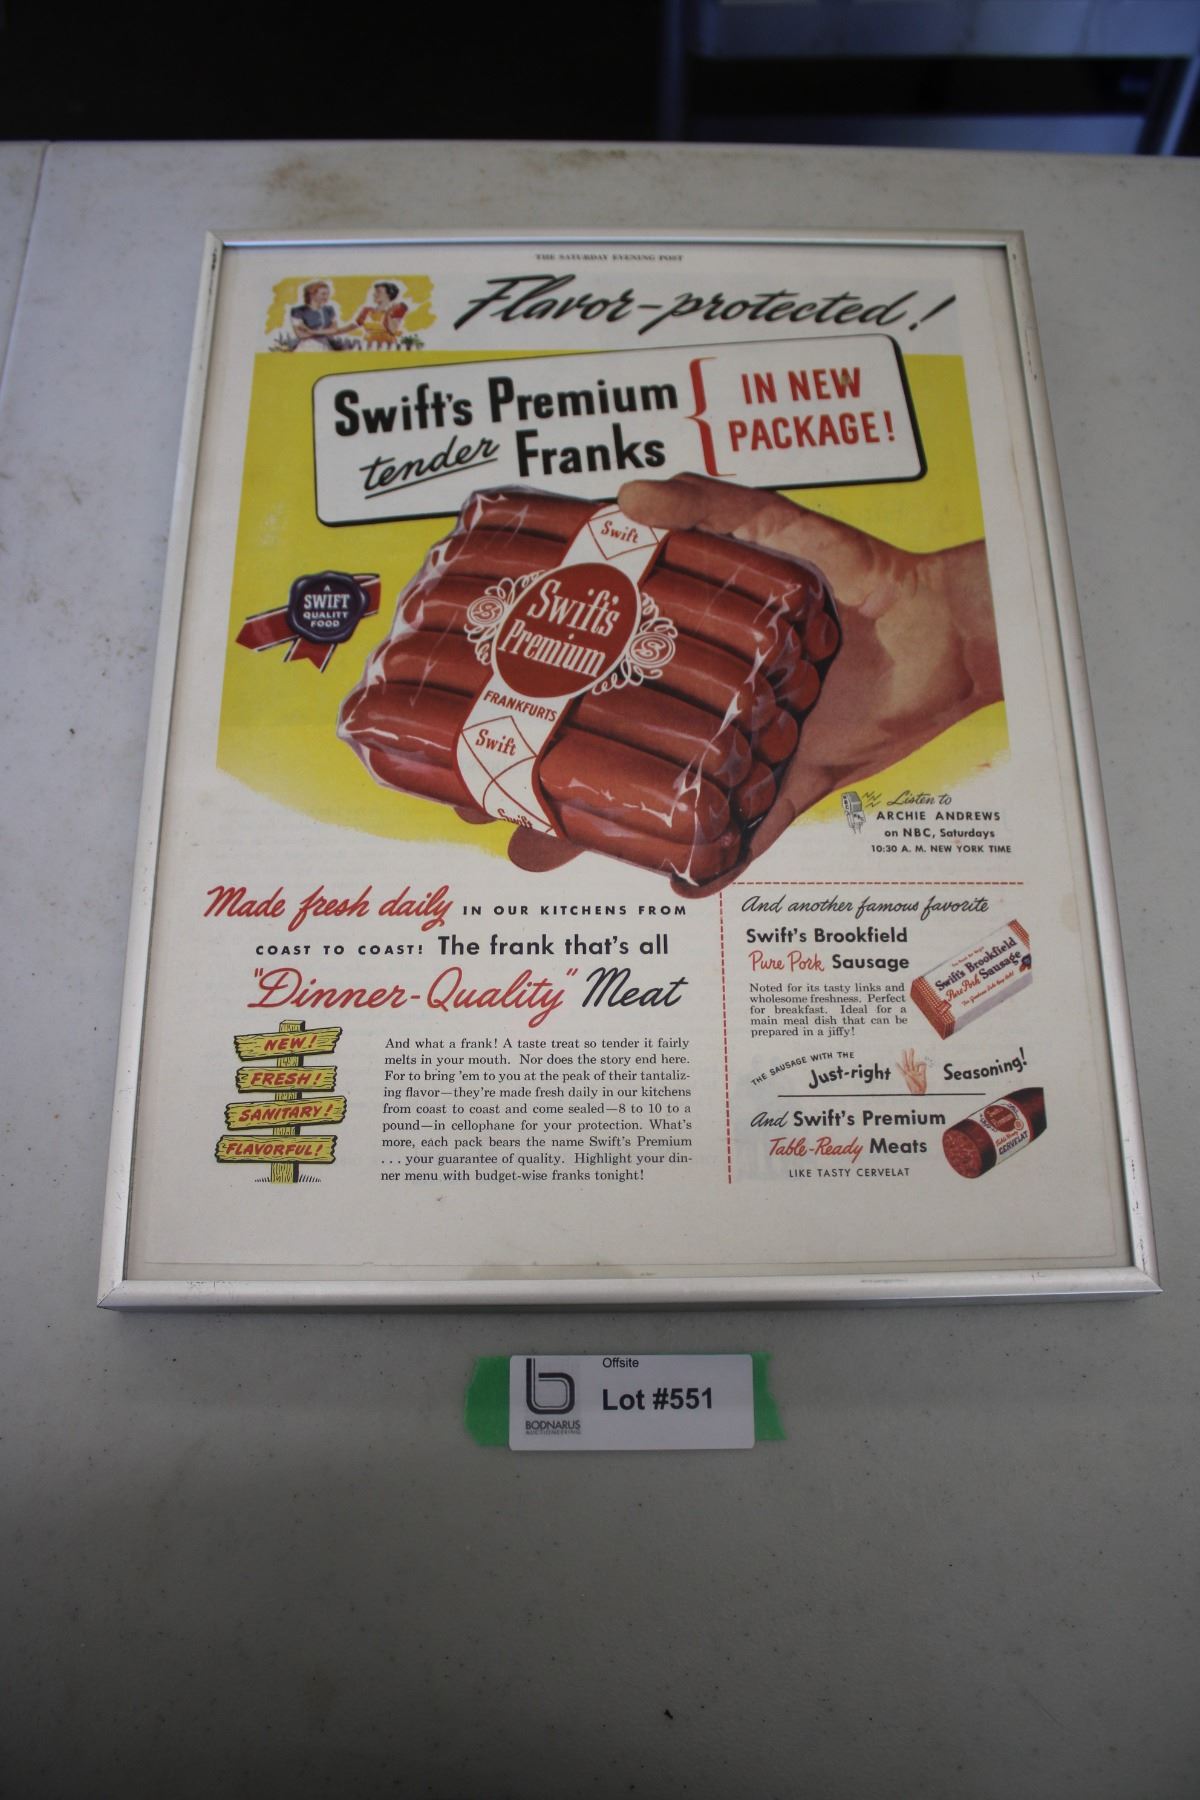 THE SATURDAY EVENING POST
Flavor-protected!
Swift's Premium
tender Franks
IN NEW
PACKAGE!
A
SWIFT
QUALITY
FOOD
Swift
Swift's
Premium
S
S
FRANKFURTS
Swift
Swift
Listen to
ARCHIE ANDREWS
on NBC, Saturdays
10:30 A. M. NEW YORK TIME
Made fresh daily IN OUR KITCHENS FROM
COAST TO COAST! The frank that's all
"Dinner-Quality" Meat
NEW!
FRESH!
SANITARY!
FLAVORFUL!
And what a frank! A taste treat so tender it fairly
melts in your mouth. Nor does the story end here.
For to bring 'em to you at the peak of their tantaliz-
ing flavor—they're made fresh daily in our kitchens
from coast to coast and come sealed—8 to 10 to a
pound—in cellophane for your protection. What's
more, each pack bears the name Swift's Premium
. . . your guarantee of quality. Highlight your din-
ner menu with budget-wise franks tonight!
And another famous favorite
Swift's Brookfield
Pure Pork Sausage
Noted for its tasty links and
wholesome freshness. Perfect
for breakfast. Ideal for a
main meal dish that can be
prepared in a jiffy!
Swift's Brookfield
Pure Pork Sausage
THE SAUSAGE WITH THE
Just-right Seasoning!
And Swift's Premium
Table-Ready Meats
LIKE TASTY CERVELAT
CERVELAT
Offsite
Lot #551
b
BODNARUS
AUCTIONEERING